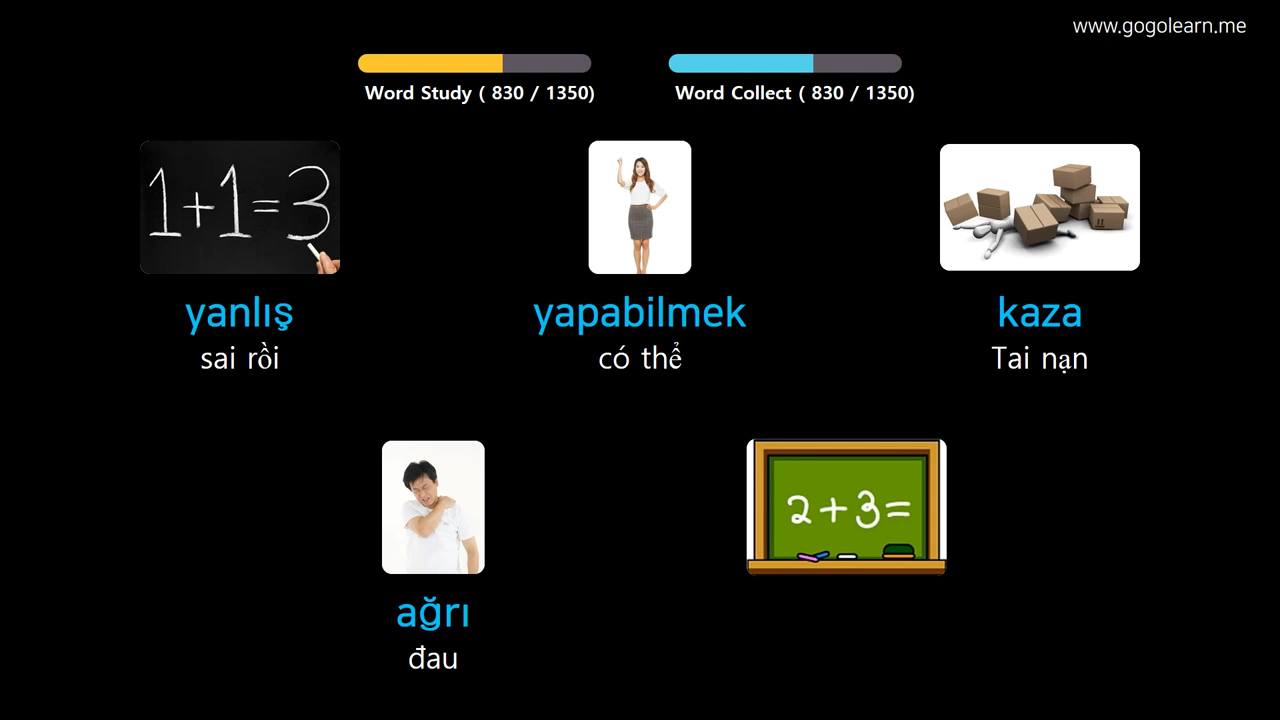 www.gogolearn.me
Word Study ( 830 / 1350)
Word Collect ( 830 / 1350)
1+1=3
yanlış
sai rồi
yapabilmek
có thể
kaza
Tai nạn
2+3=
ağrı
đau